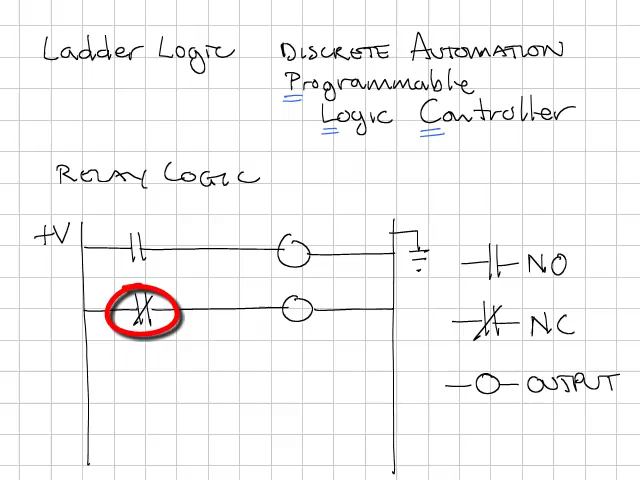 Ladder Logic DISCRETE AUTOMATION
Programmable
Logic Controller
RELAY LOGIC
+V
NO
NC
OUTPUT